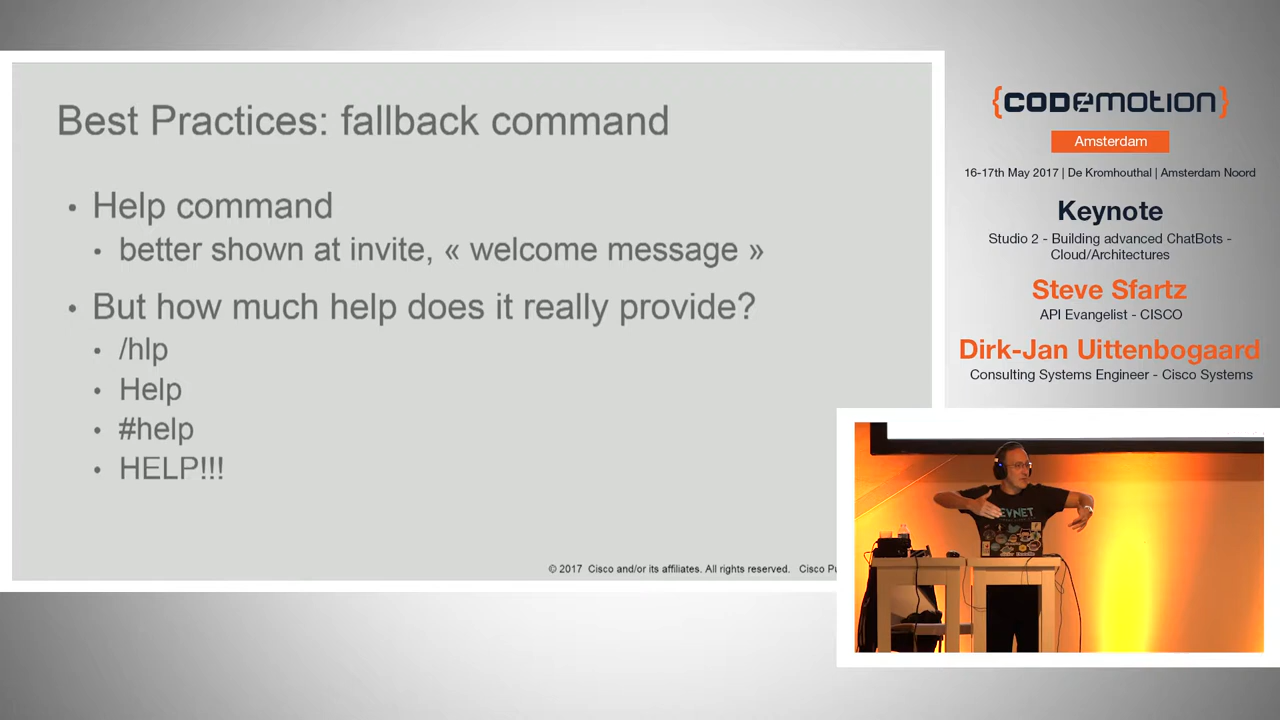 Best Practices: fallback command
• Help command
• better shown at invite, « welcome message »
• But how much help does it really provide?
• /hlp
• Help
• #help
• HELP!!!
© 2017 Cisco and/or its affiliates. All rights reserved. Cisco Pu
{CODEMOTION}
Amsterdam
16-17th May 2017 | De Kromhouthal | Amsterdam Noord
Keynote
Studio 2 - Building advanced ChatBots -
Cloud/Architectures
Steve Sfartz
API Evangelist - CISCO
Dirk-Jan Uittenbogaard
Consulting Systems Engineer - Cisco Systems